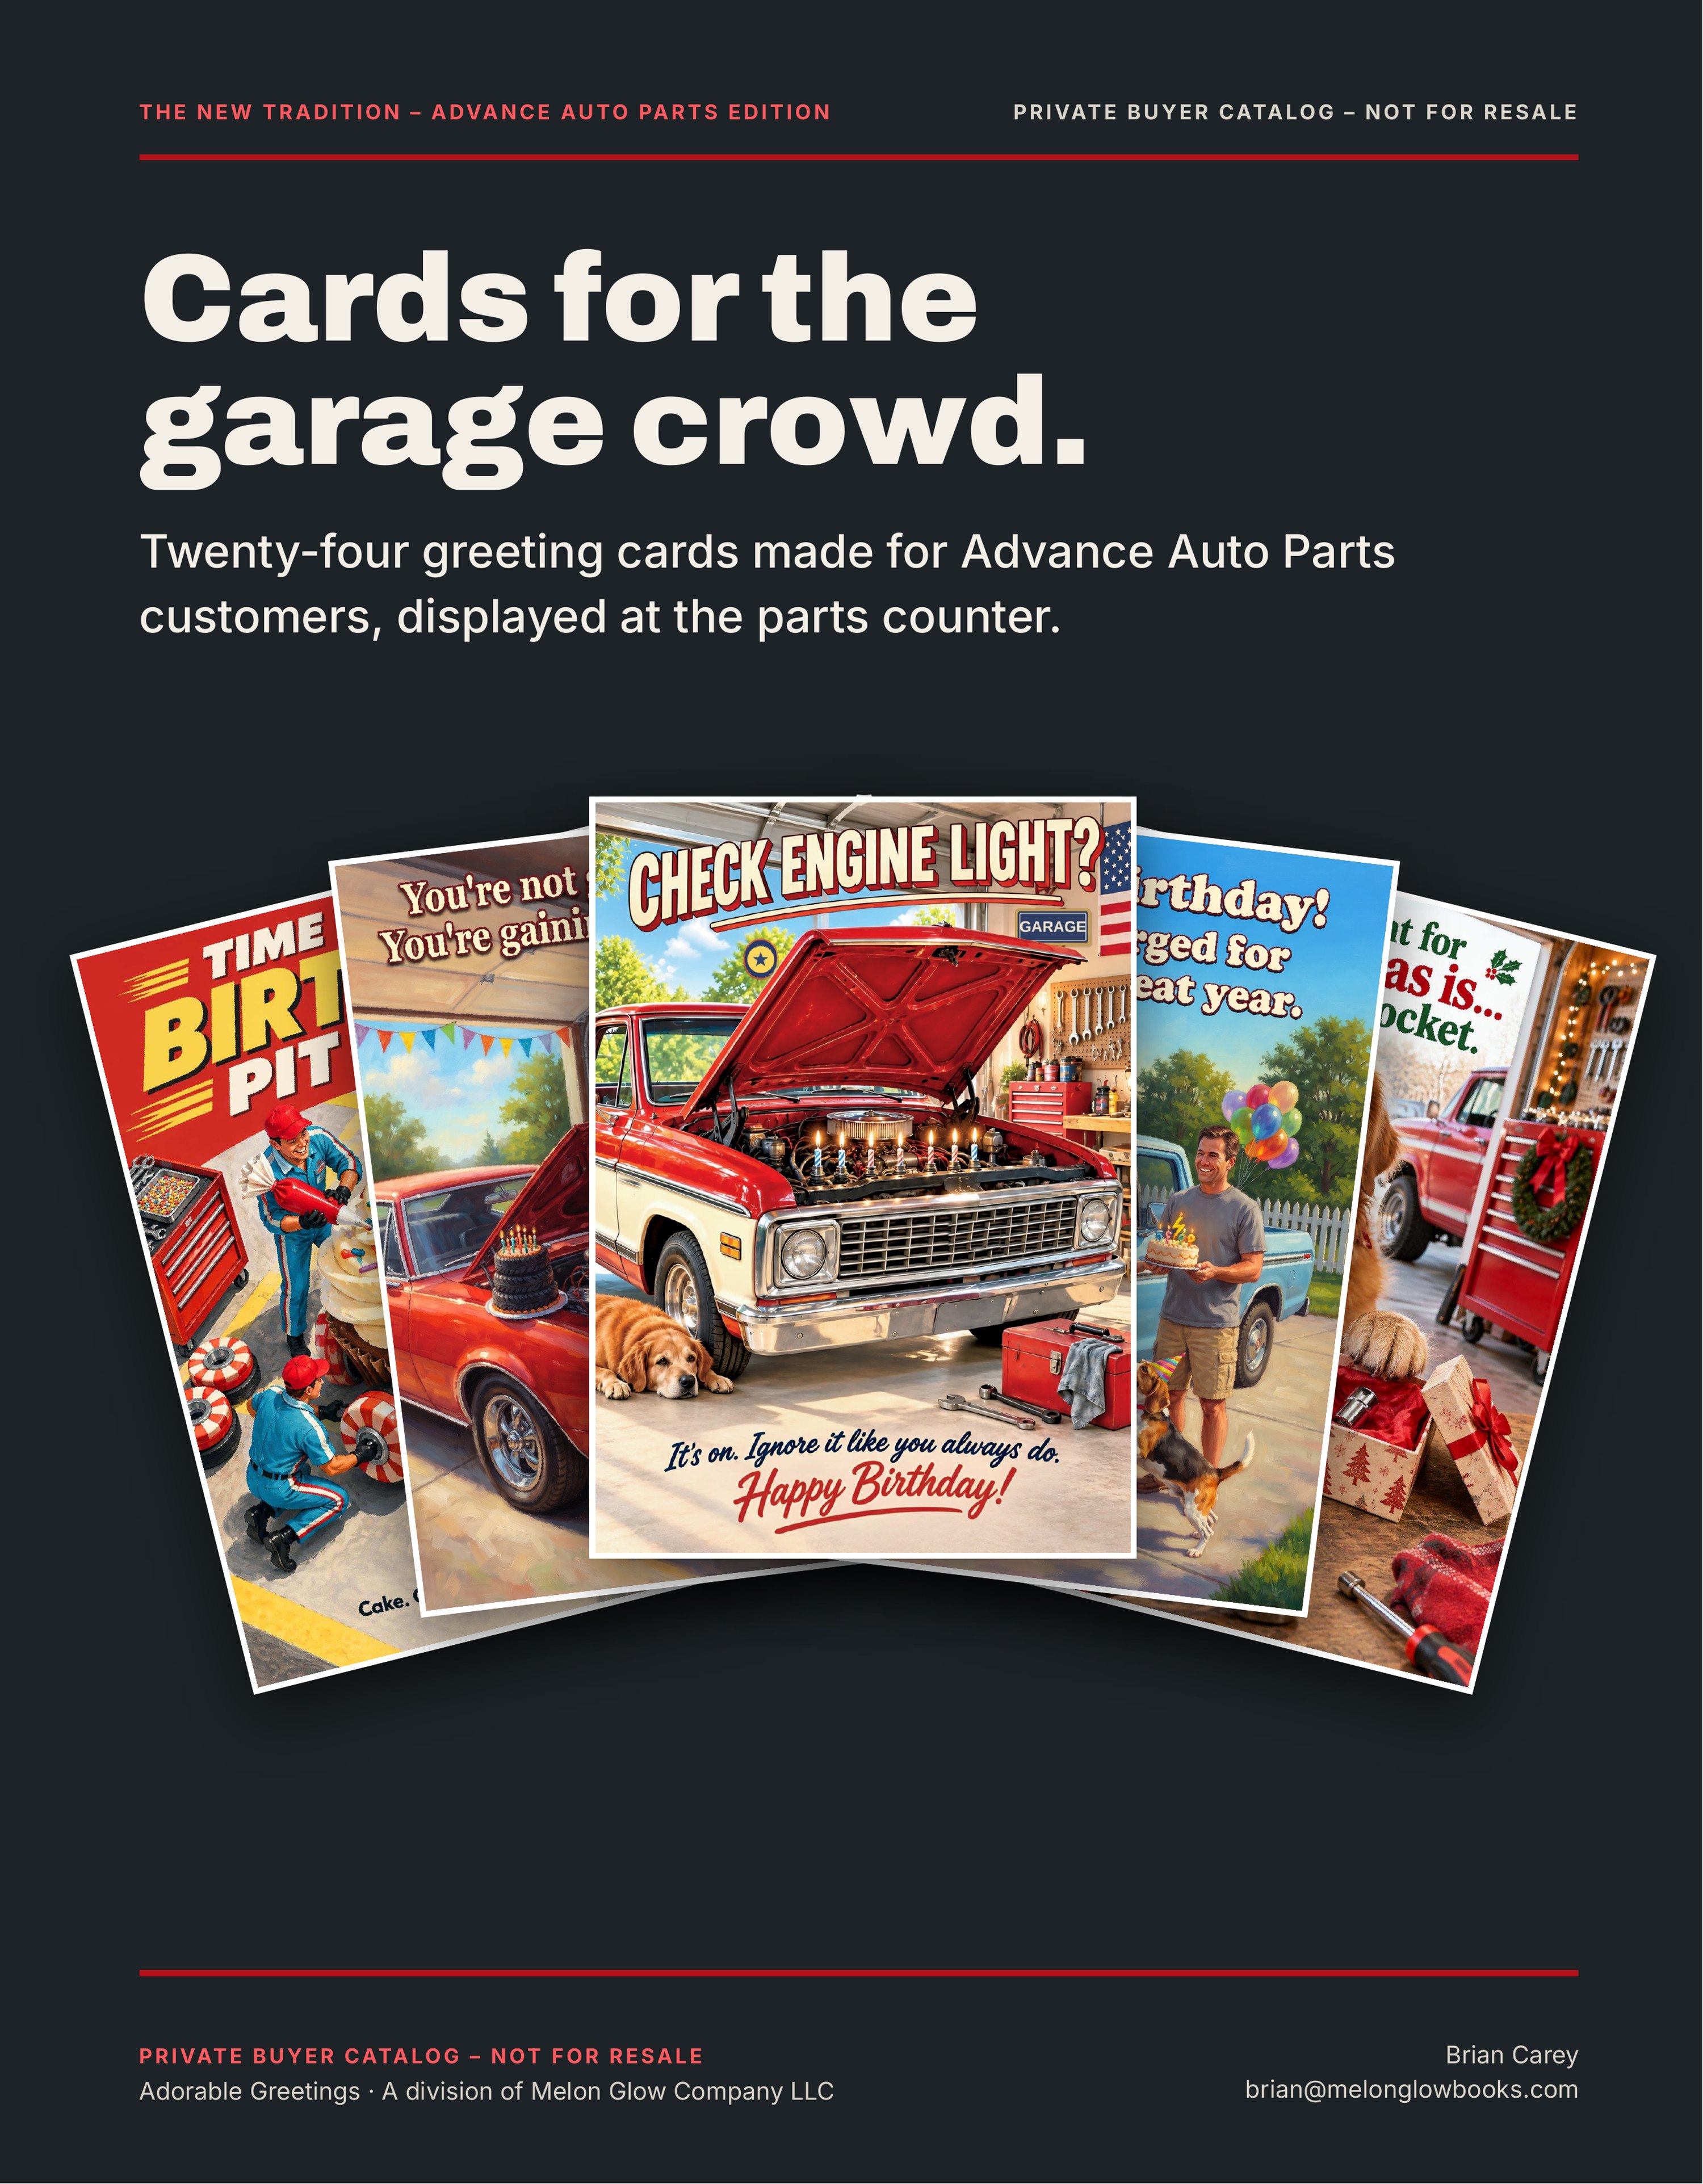 THE NEW TRADITION – ADVANCE AUTO PARTS EDITION
PRIVATE BUYER CATALOG – NOT FOR RESALE
Cards for the
garage crowd.
Twenty-four greeting cards made for Advance Auto Parts
customers, displayed at the parts counter.
TIME
BIRT
PIT
Cake.
You're not
You're gaini
CHECK ENGINE LIGHT?
GARAGE
It's on. Ignore it like you always do.
Happy Birthday!
irthday!
rged for
eat year.
t for
as is...
ocket.
PRIVATE BUYER CATALOG – NOT FOR RESALE
Adorable Greetings · A division of Melon Glow Company LLC
Brian Carey
brian@melonglowbooks.com